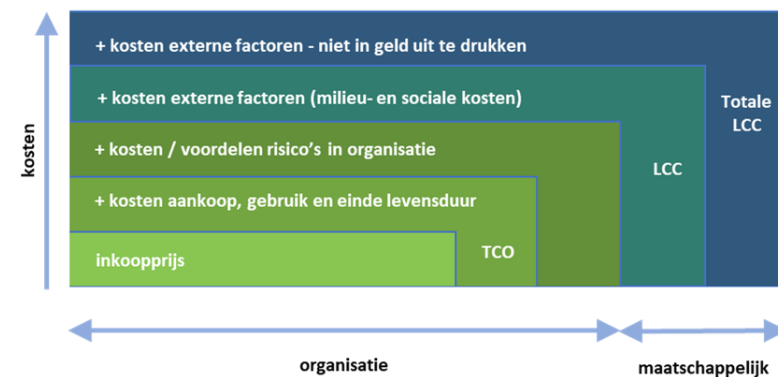 + kosten externe factoren - niet in geld uit te drukken
+ kosten externe factoren (milieu- en sociale kosten)
Totale
LCC
+ kosten / voordelen risico's in organisatie
LCC
+ kosten aankoop, gebruik en einde levensduur
TCO
inkoopprijs
kosten
organisatie
maatschappelijk